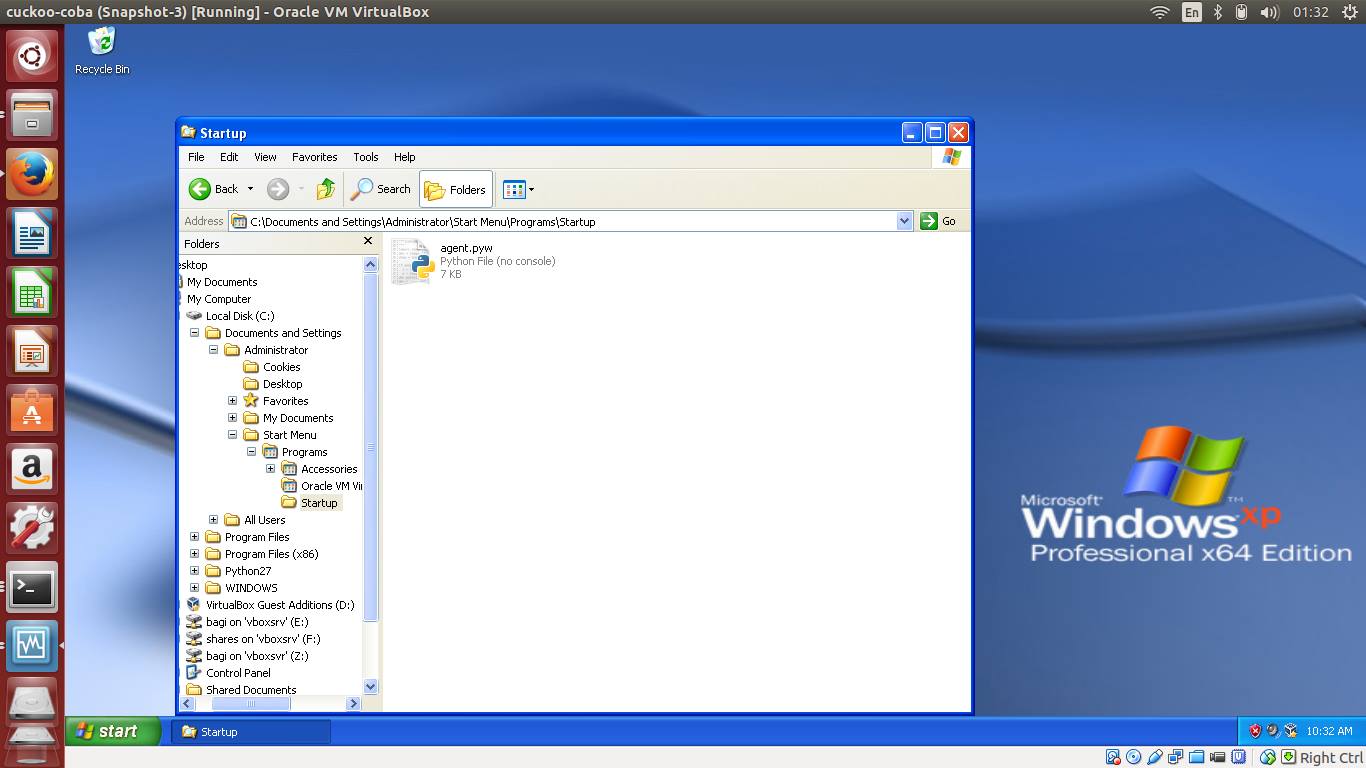 cuckoo-coba (Snapshot-3) [Running] - Oracle VM VirtualBox
En
01:32
Recycle Bin
Startup
File Edit View Favorites Tools Help
Back Search Folders
Address C:\Documents and Settings\Administrator\Start Menu\Programs\Startup Go
Folders
agent.pyw
Python File (no console)
7 KB
esktop
My Documents
My Computer
Local Disk (C:)
Documents and Settings
Administrator
Cookies
Desktop
Favorites
My Documents
Start Menu
Programs
Accessories
Oracle VM Vi
Startup
All Users
Program Files
Program Files (x86)
Python27
WINDOWS
VirtualBox Guest Additions (D:)
bagi on 'vboxsrv' (E:)
shares on 'vboxsrv' (F:)
bagi on 'vboxsvr' (Z:)
Control Panel
Shared Documents
Microsoft
Windows xp
TM
Professional x64 Edition
start
Startup
10:32 AM
Right Ctrl